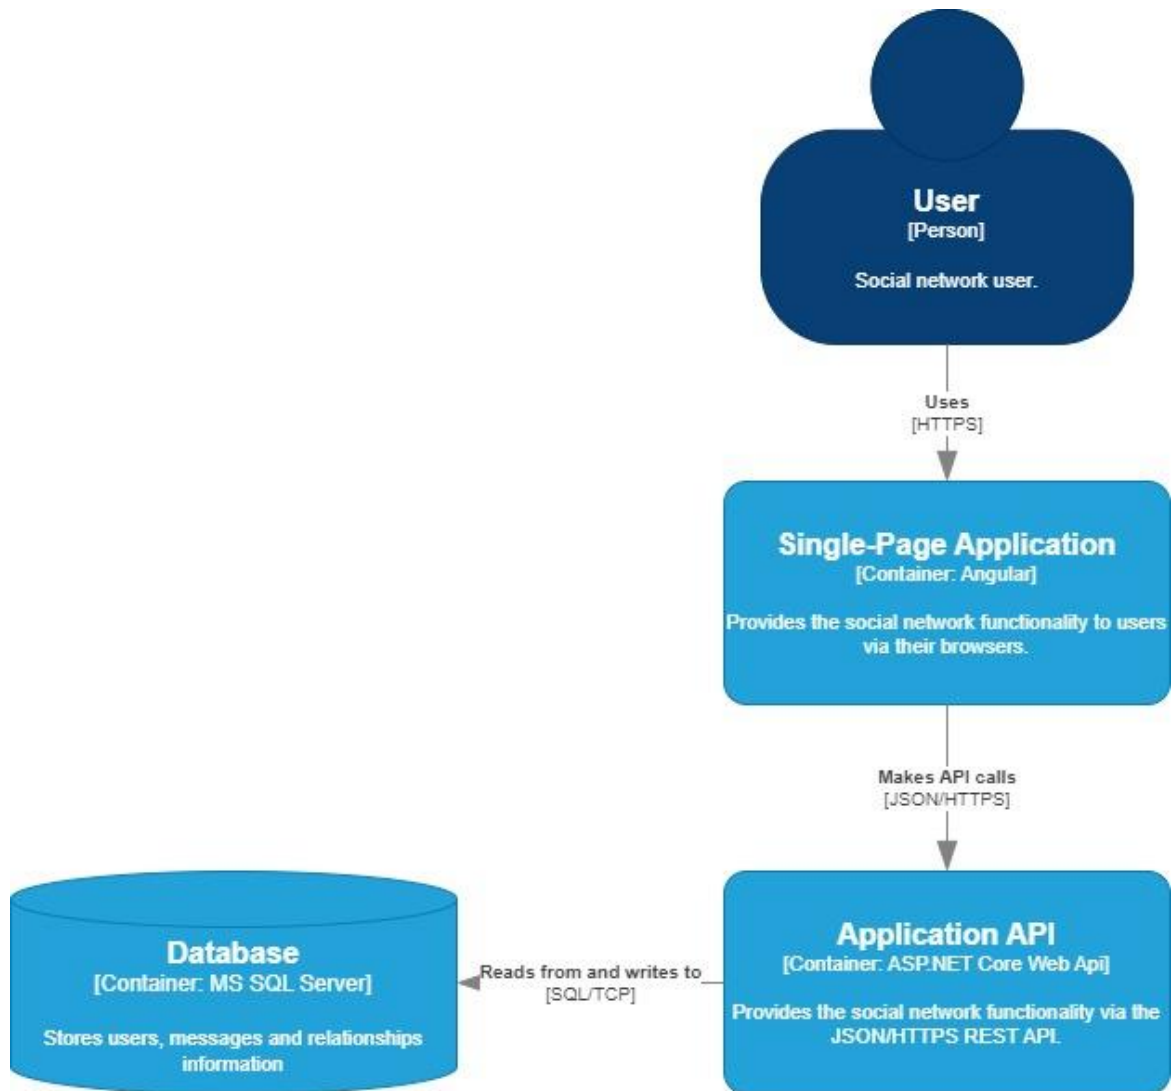 User
[Person]
Social network user.
Uses
[HTTPS]
Single-Page Application
[Container: Angular]
Provides the social network functionality to users
via their browsers.
Makes API calls
[JSON/HTTPS]
Database
[Container: MS SQL Server]
Stores users, messages and relationships
information
Reads from and writes to
[SQL/TCP]
Application API
[Container: ASP.NET Core Web Api]
Provides the social network functionality via the
JSON/HTTPS REST API.